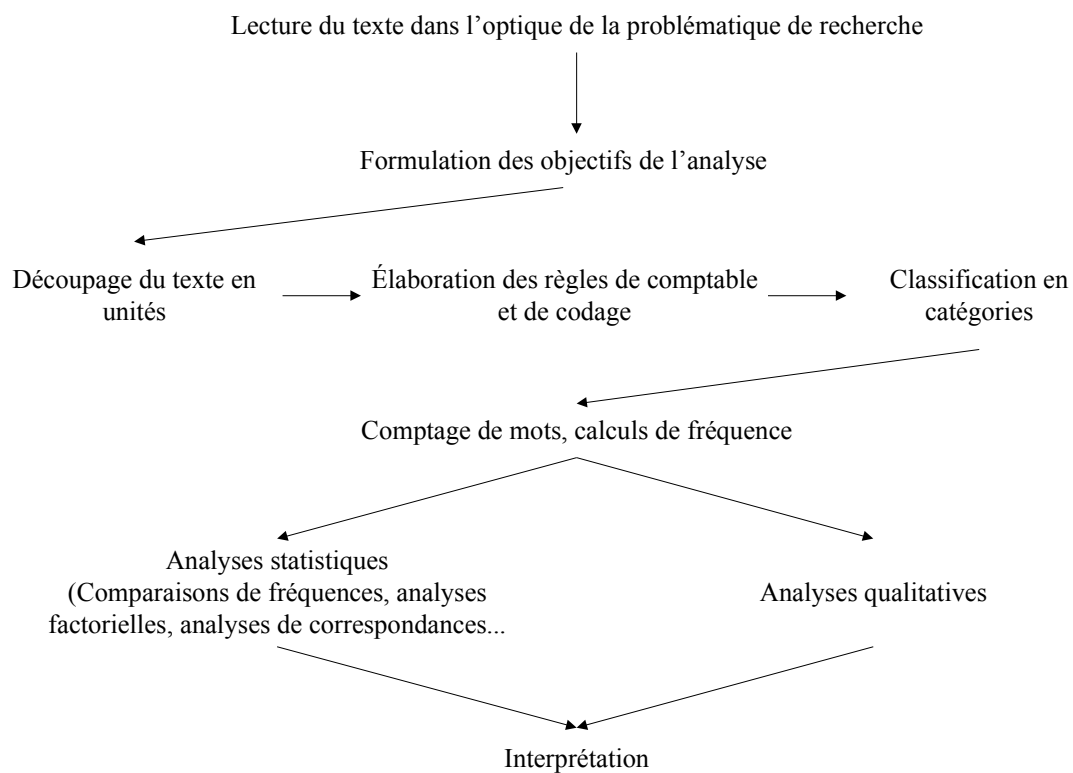 Lecture du texte dans l’optique de la problématique de recherche
Formulation des objectifs de l’analyse
Découpage du texte en
unités
Élaboration des règles de comptable
et de codage
Classification en
catégories
Comptage de mots, calculs de fréquence
Analyses statistiques
(Comparaisons de fréquences, analyses
factorielles, analyses de correspondances...
Analyses qualitatives
Interprétation